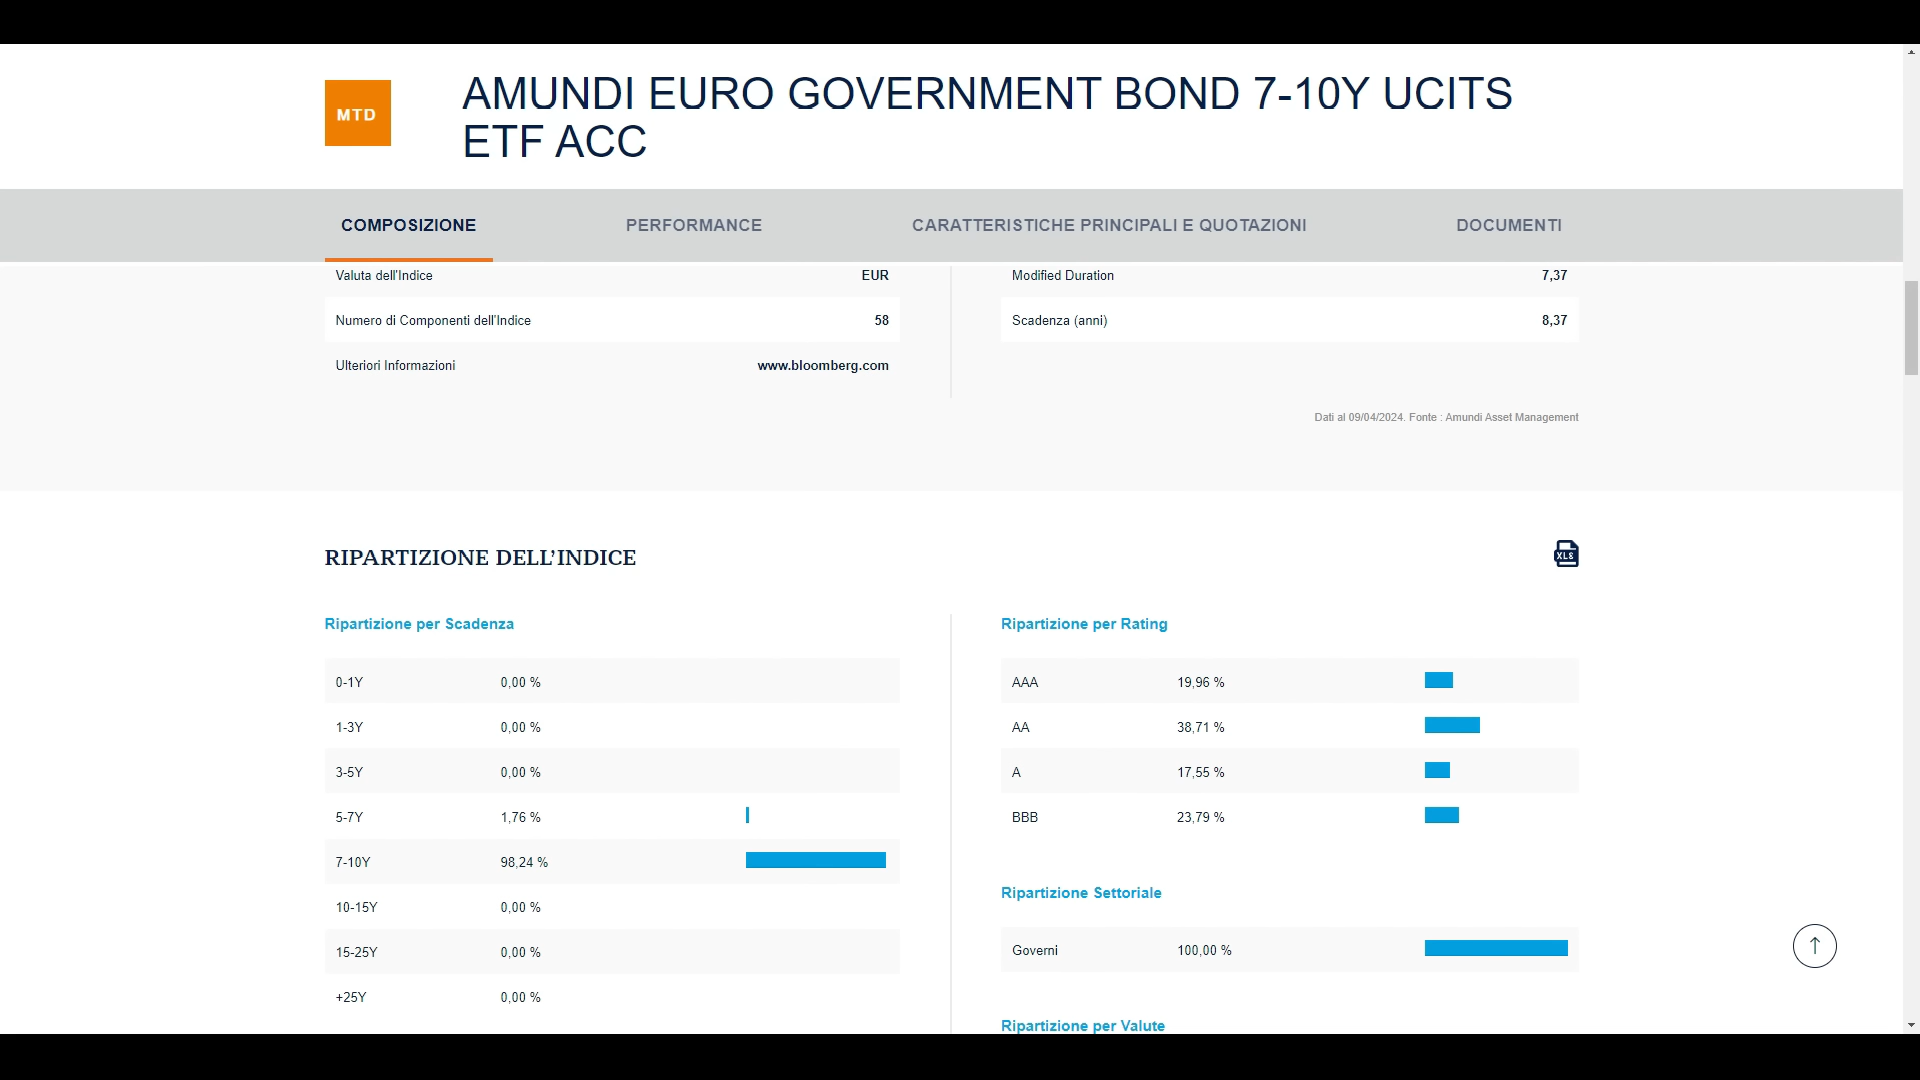 MTD
AMUNDI EURO GOVERNMENT BOND 7-10Y UCITS
ETF ACC
COMPOSIZIONE
PERFORMANCE
CARATTERISTICHE PRINCIPALI E QUOTAZIONI
DOCUMENTI
Valuta dell'Indice EUR
Numero di Componenti dell'Indice 58
Ulteriori Informazioni www.bloomberg.com
Modified Duration 7,37
Scadenza (anni) 8,37
Dati al 09/04/2024. Fonte : Amundi Asset Management
RIPARTIZIONE DELL’INDICE
XLS
Ripartizione per Scadenza
0-1Y 0,00 %
1-3Y 0,00 %
3-5Y 0,00 %
5-7Y 1,76 %
7-10Y 98,24 %
10-15Y 0,00 %
15-25Y 0,00 %
+25Y 0,00 %
Ripartizione per Rating
AAA 19,96 %
AA 38,71 %
A 17,55 %
BBB 23,79 %
Ripartizione Settoriale
Governi 100,00 %
Ripartizione per Valute